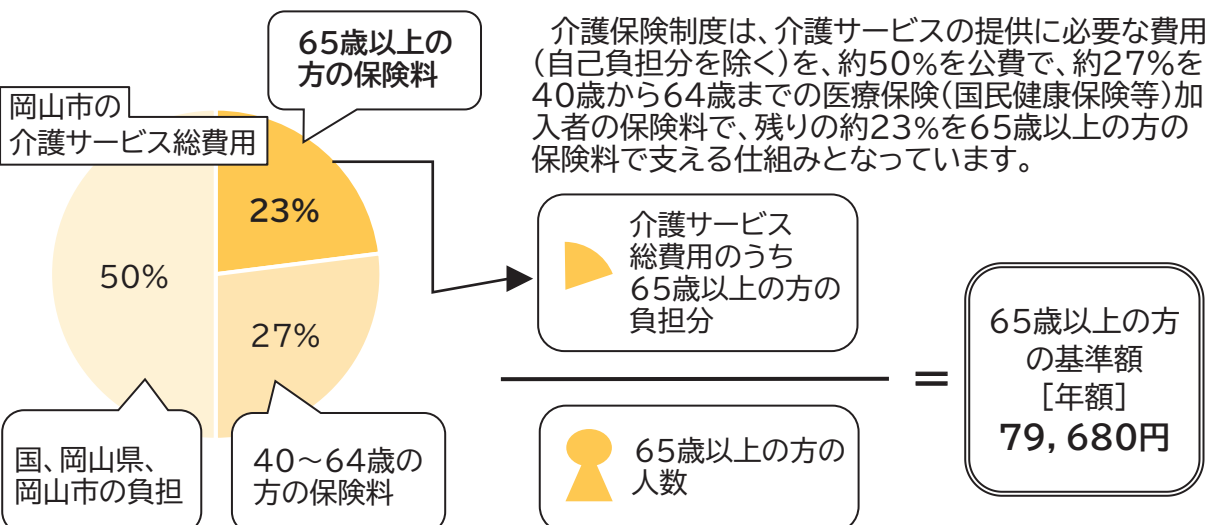 65歳以上の
方の保険料
岡山市の
介護サービス総費用
23%
50%
27%
国、岡山県、
岡山市の負担
40～64歳の
方の保険料
介護保険制度は、介護サービスの提供に必要な費用
(自己負担分を除く)を、約50%を公費で、約27%を
40歳から64歳までの医療保険(国民健康保険等)加
入者の保険料で、残りの約23%を65歳以上の方の
保険料で支える仕組みとなっています。
介護サービス
総費用のうち
65歳以上の方の
負担分
65歳以上の方の
人数
=
65歳以上の方
の基準額
[年額]
79,680円